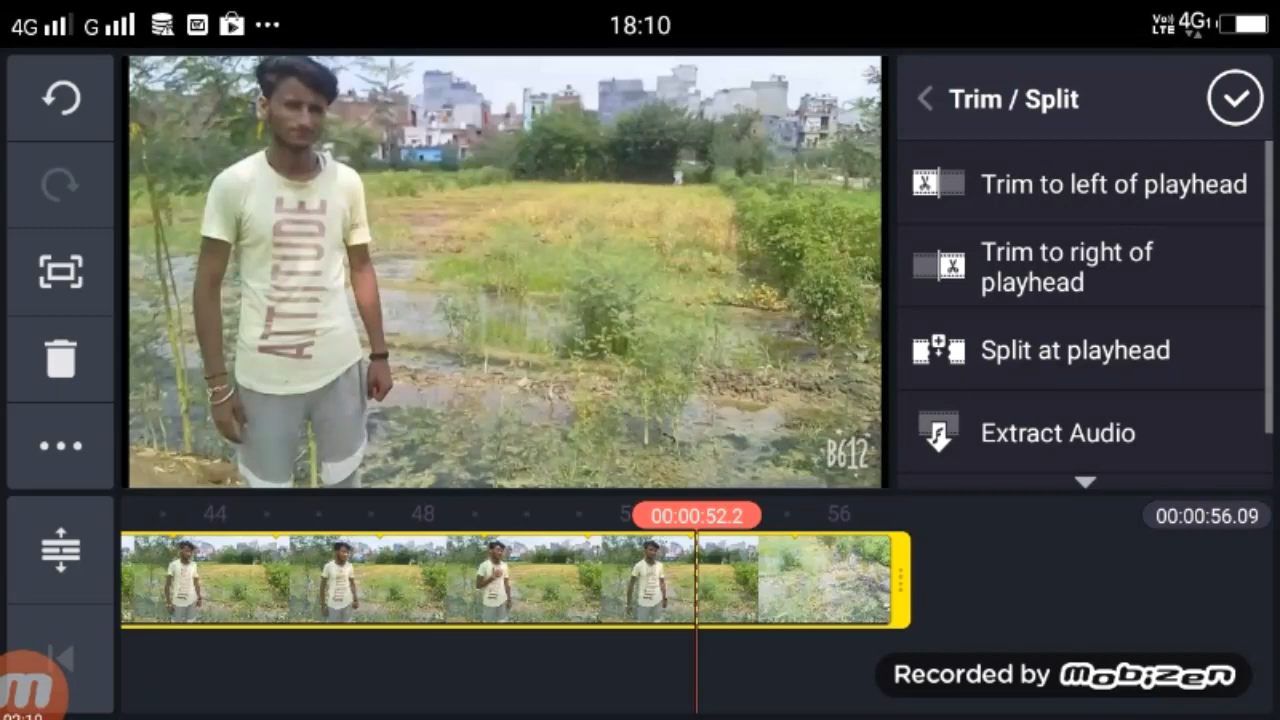 4G G 18:10 Vo)) LTE 4G
Trim / Split
Trim to left of playhead
Trim to right of
playhead
Split at playhead
Extract Audio
ATTITUDE
B612
44 48 5 00:00:52.2 56 00:00:56.09
Recorded by mobizen
m
02:19